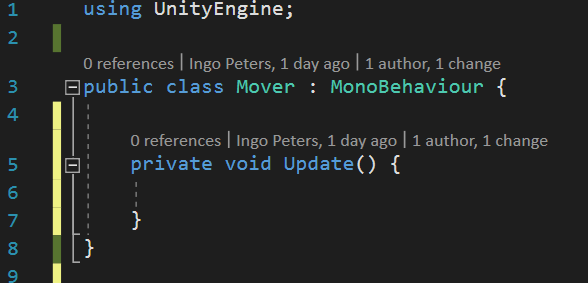 1 using UnityEngine;
2
0 references | Ingo Peters, 1 day ago | 1 author, 1 change
3 public class Mover : MonoBehaviour {
4
0 references | Ingo Peters, 1 day ago | 1 author, 1 change
5 private void Update() {
6
7 }
8 }
9